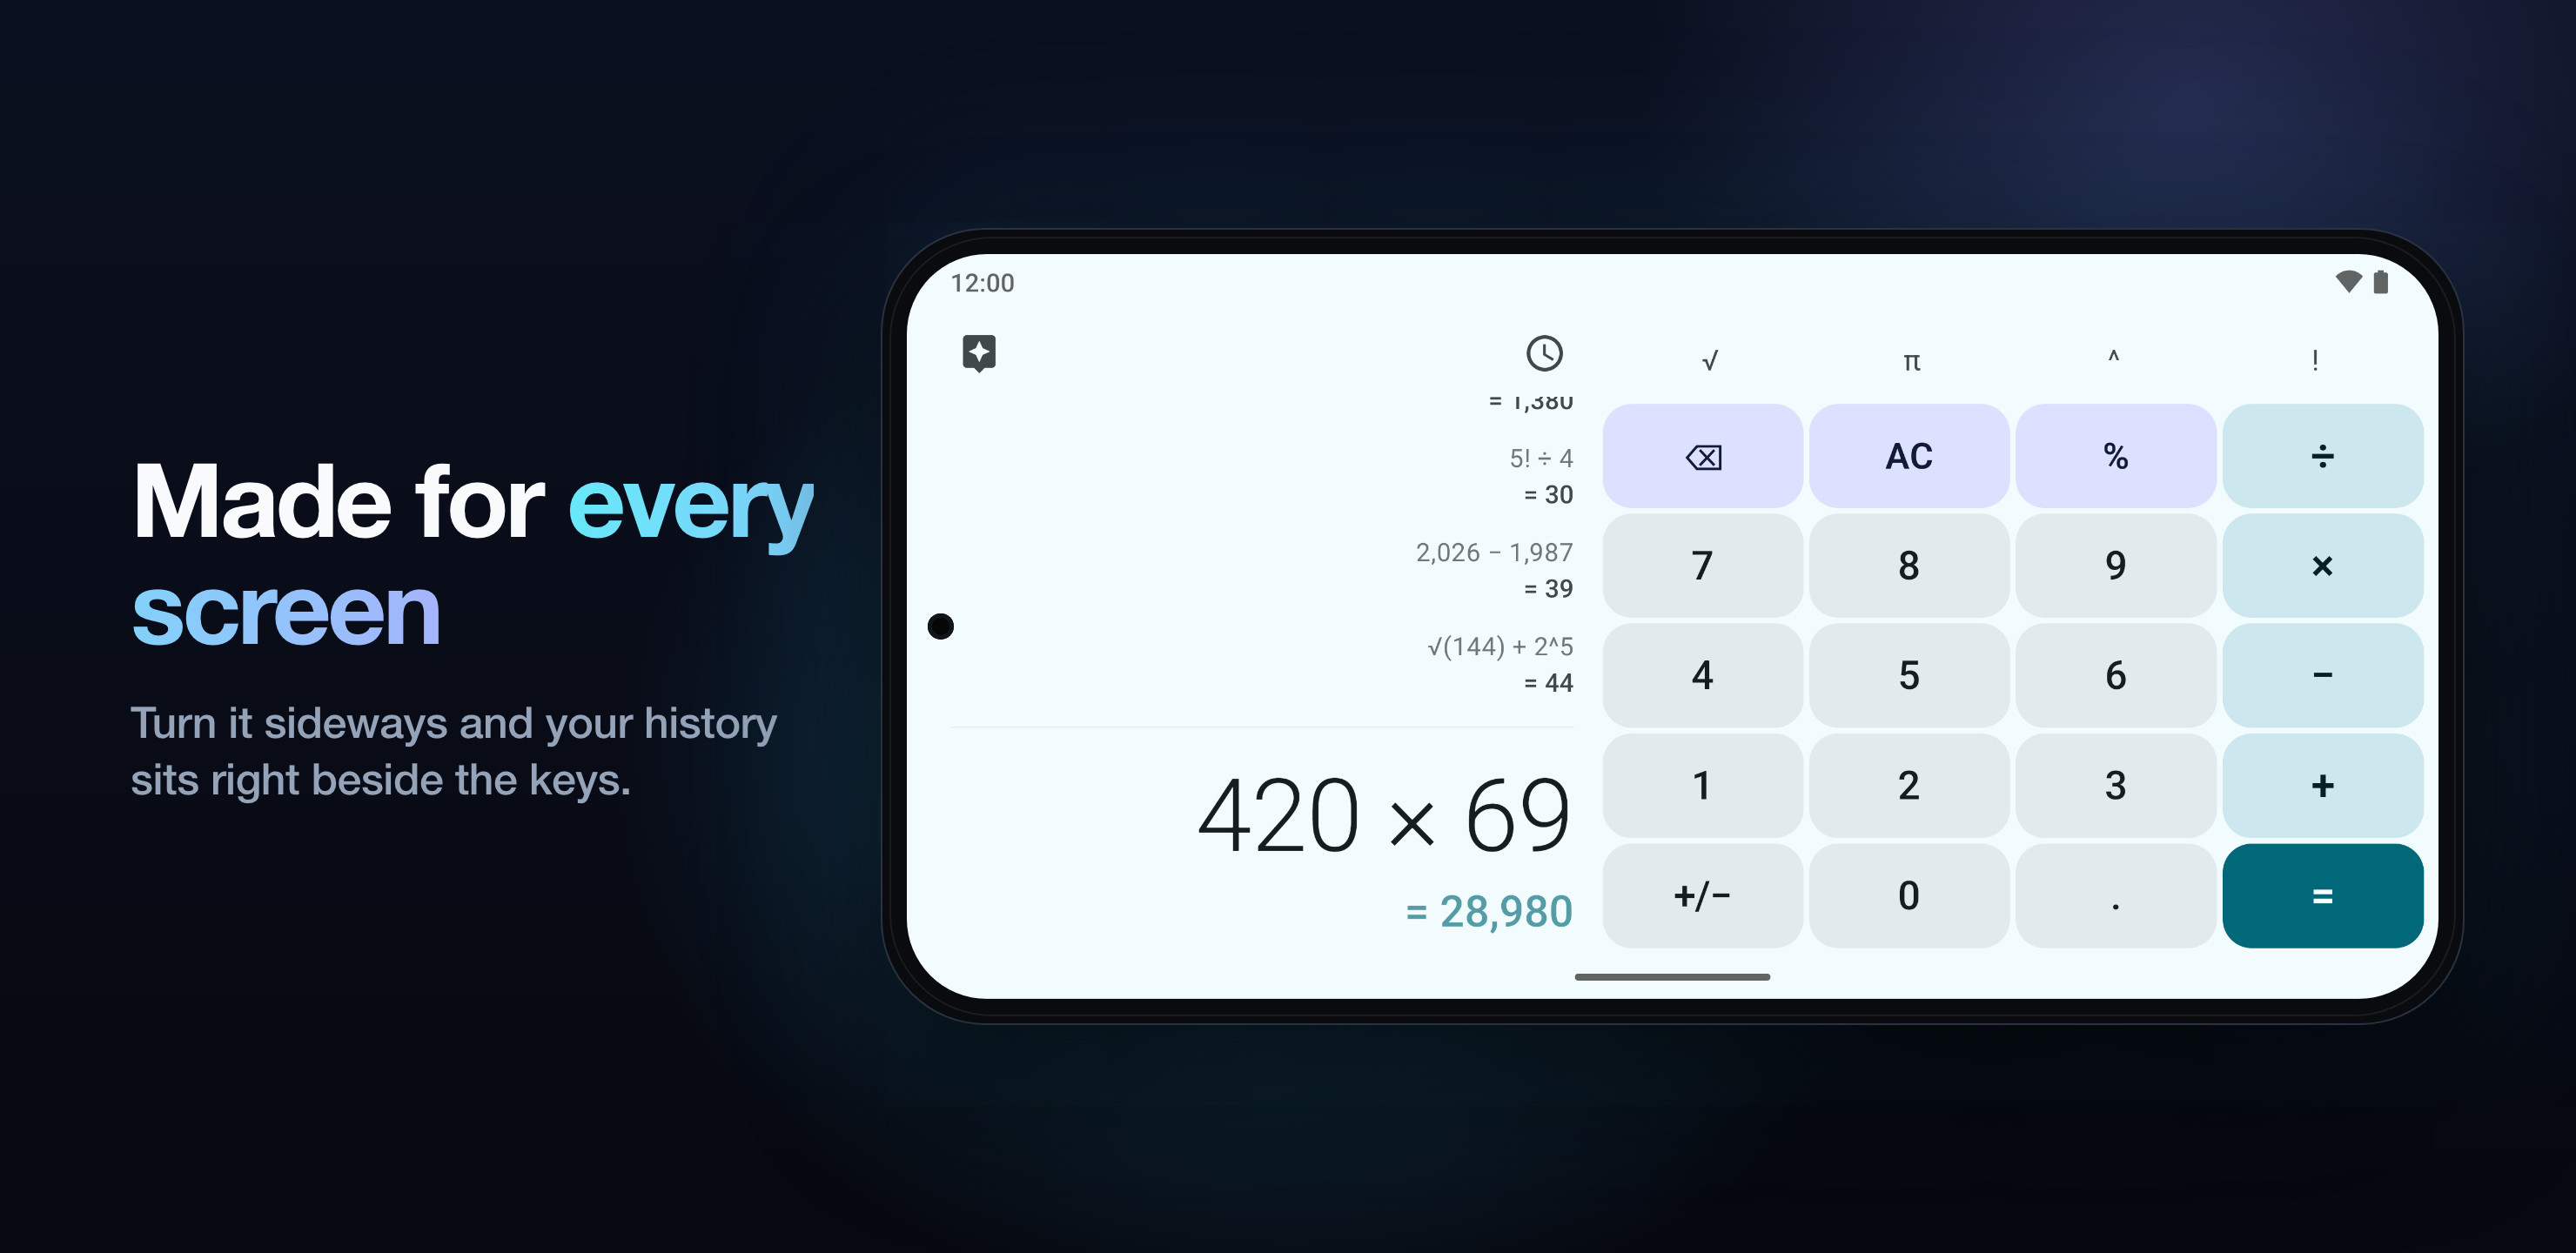 Made for every
screen
Turn it sideways and your history
sits right beside the keys.
12:00
= 1,380
5! ÷ 4
= 30
2,026 − 1,987
= 39
√(144) + 2^5
= 44
420 × 69
= 28,980
√ π ^ !
AC % ÷
7 8 9 ×
4 5 6 −
1 2 3 +
+/− 0 . =